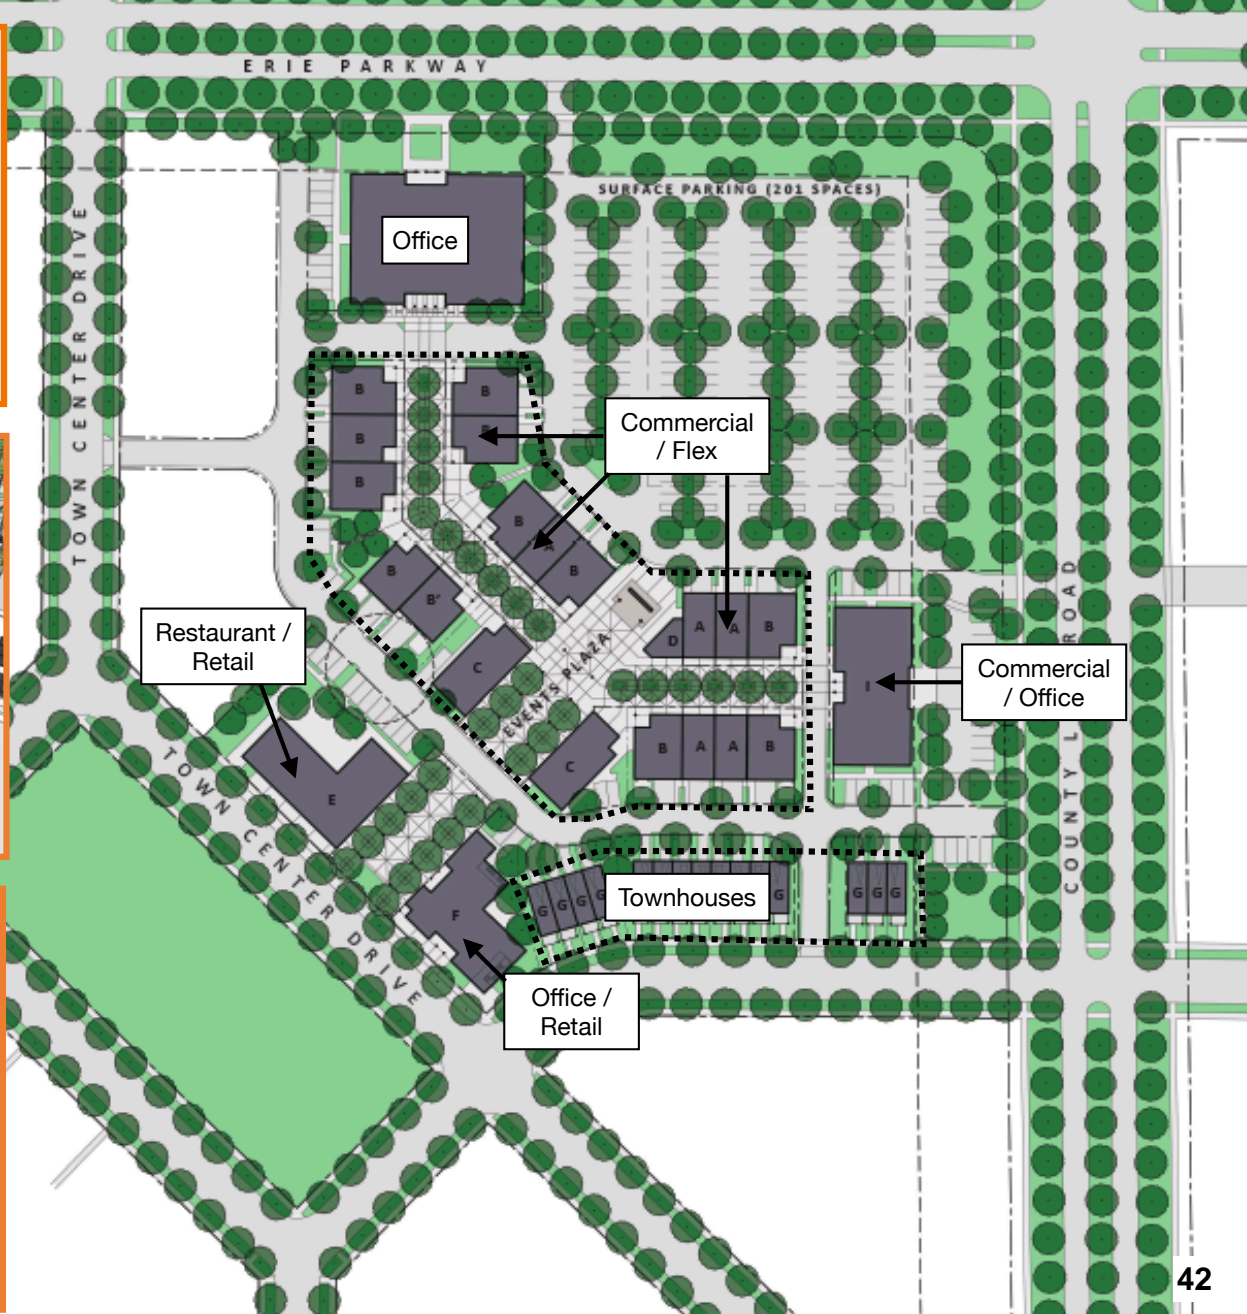 ERIE PARKWAY
SURFACE PARKING (201 SPACES)
Office
TOWN CENTER DRIVE
B
B
B
B
B
Commercial
/ Flex
B
A
B
B
B'
C
EVENTS PLAZA
D
A
A
B
Restaurant /
Retail
Commercial
/ Office
I
COUNTY L
ROAD
B
A
A
B
C
E
TOWN CENTER DRIVE
F
G
G
G
G
Townhouses
G
G
G
G
Office /
Retail
42